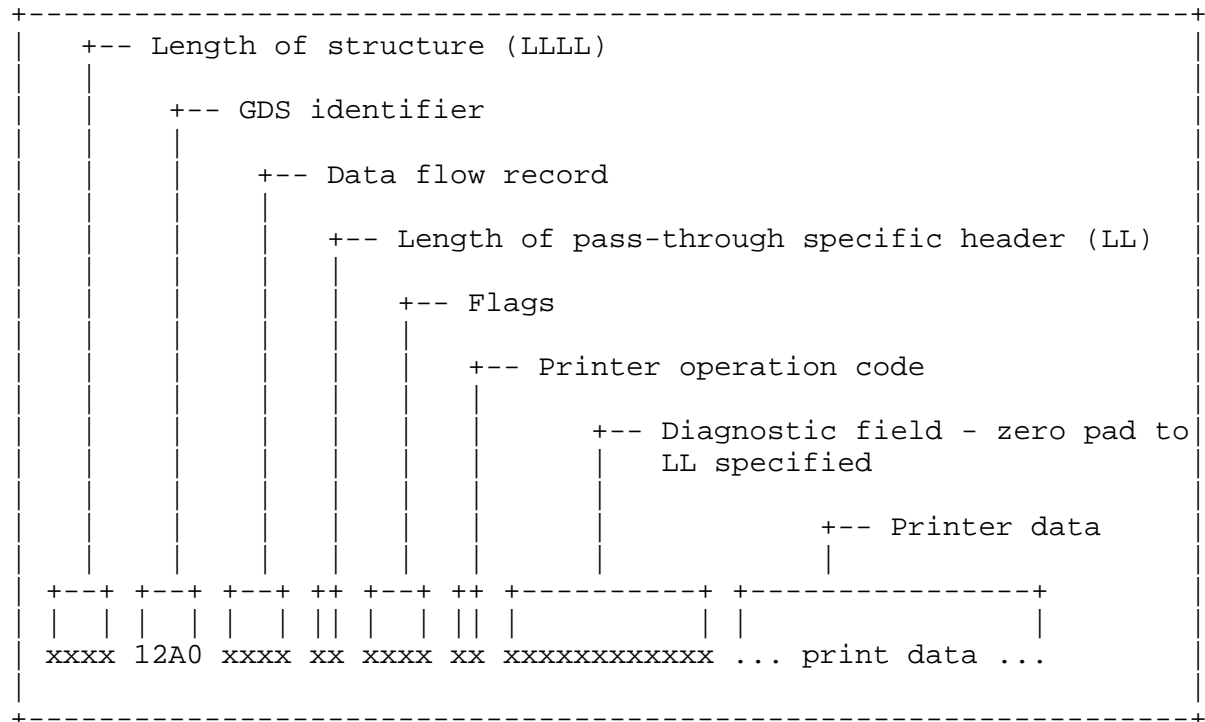 +-- Length of structure (LLLL)
+-- GDS identifier
+-- Data flow record
+-- Length of pass-through specific header (LL)
+-- Flags
+-- Printer operation code
+-- Diagnostic field - zero pad to
LL specified
+-- Printer data
xxxx 12A0 xxxx xx xxxx xx xxxxxxxxxxxx ... print data ...